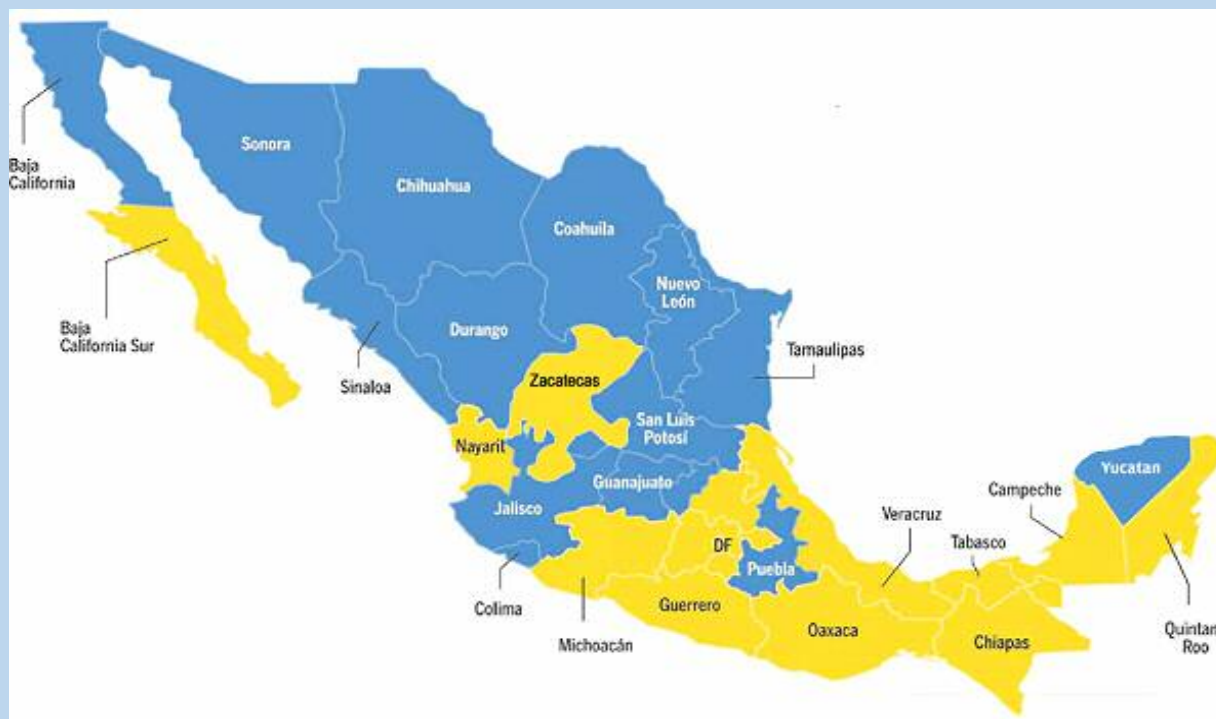 Sonora
Baja
California
Chihuahua
Coahuila
Nuevo
León
Baja
California Sur
Durango
Sinaloa
Zacatecas
Tamaulipas
San Luis
Potosí
Nayarit
Guanajuato
Yucatan
Campeche
Jalisco
Veracruz
DF
Tabasco
Puebla
Colima
Guerrero
Michoacán
Oaxaca
Chiapas
Quintan
Roo